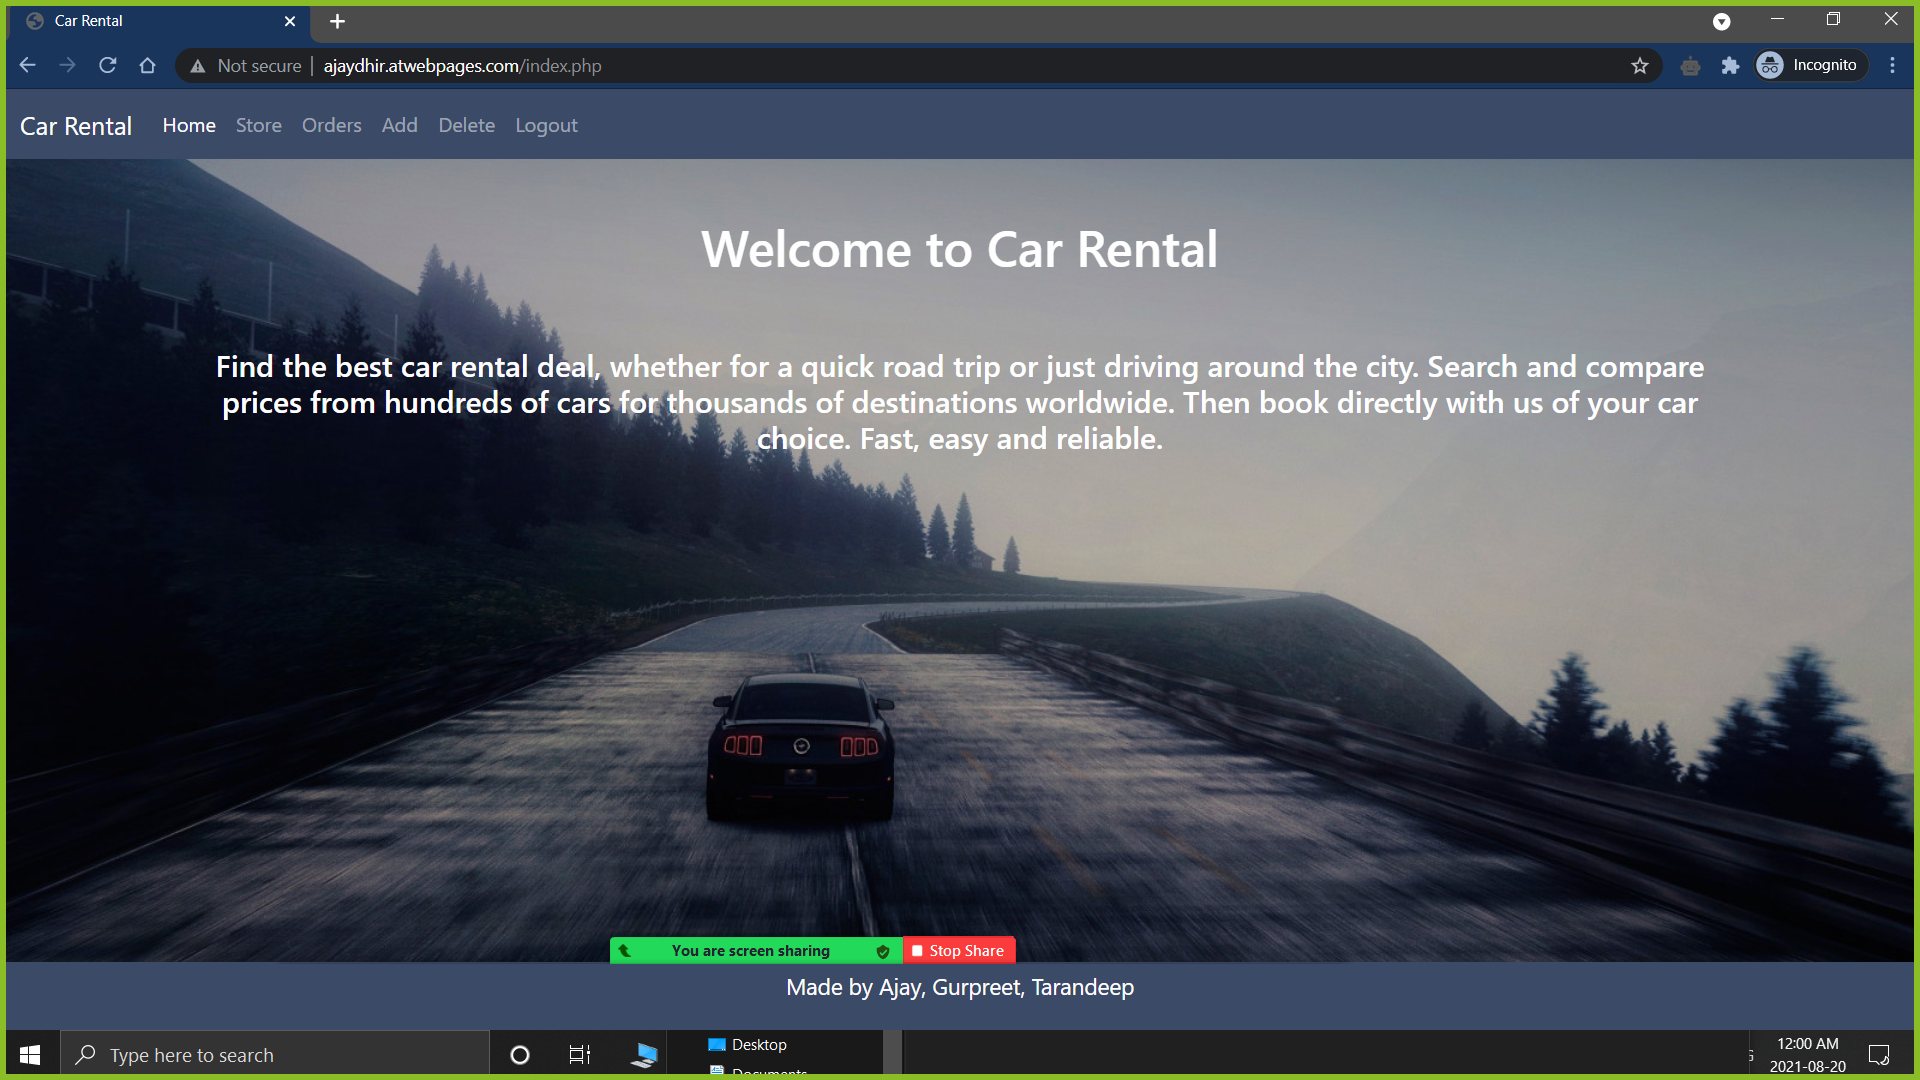 Car Rental
Not secure | ajaydhir.atwebpages.com/index.php
Incognito
Car Rental Home Store Orders Add Delete Logout
Welcome to Car Rental
Find the best car rental deal, whether for a quick road trip or just driving around the city. Search and compare
prices from hundreds of cars for thousands of destinations worldwide. Then book directly with us of your car
choice. Fast, easy and reliable.
You are screen sharing Stop Share
Made by Ajay, Gurpreet, Tarandeep
Type here to search
Desktop
Documents
12:00 AM
2021-08-20